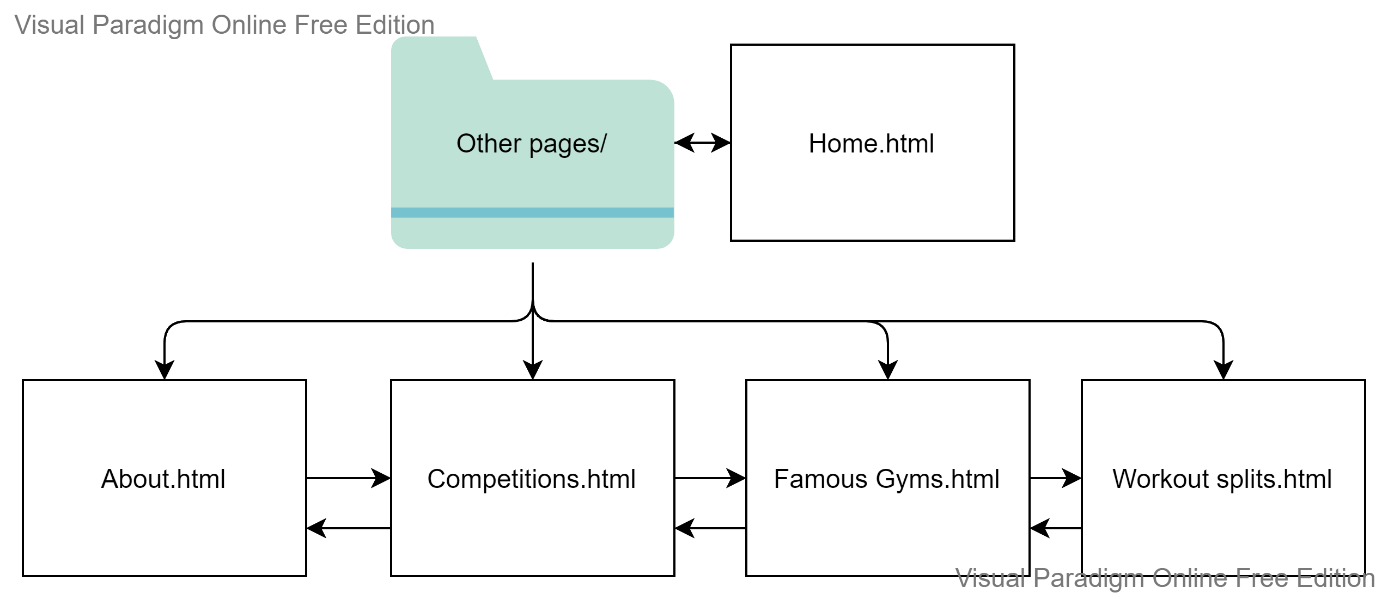 Visual Paradigm Online Free Edition
Other pages/
Home.html
About.html
Competitions.html
Famous Gyms.html
Workout splits.html
Visual Paradigm Online Free Edition